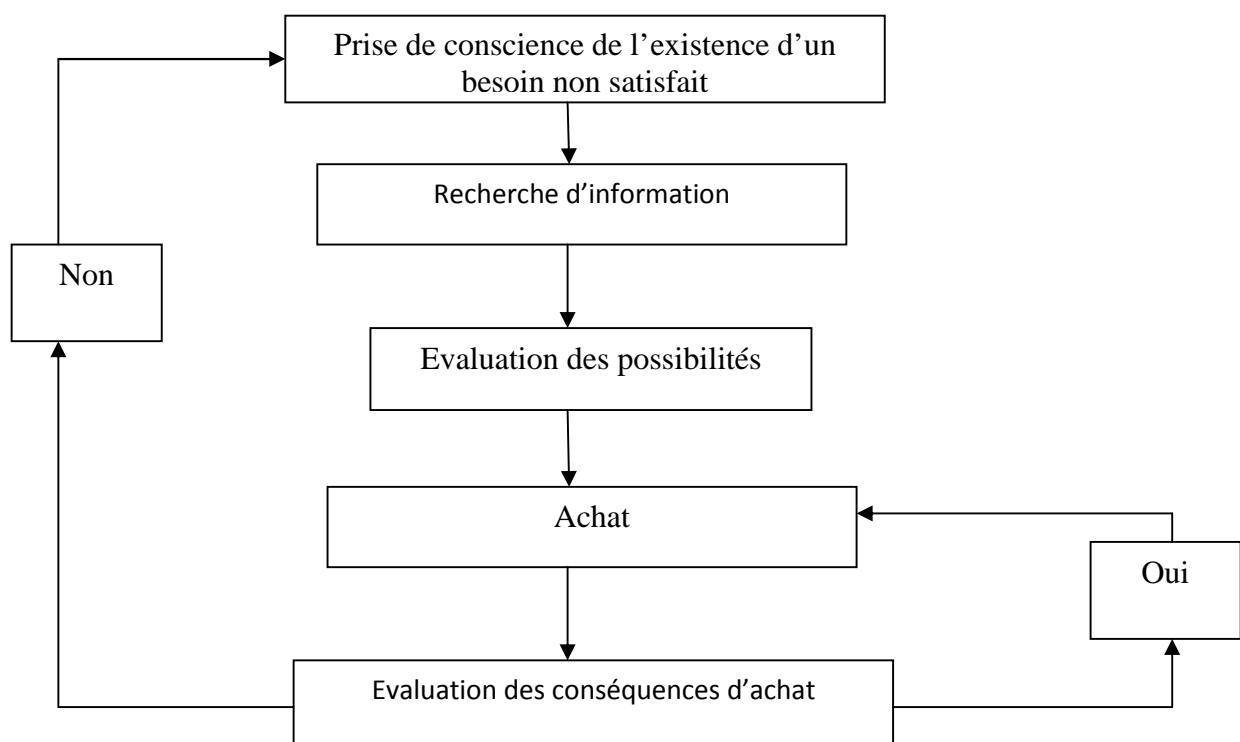 Prise de conscience de l’existence d’un
besoin non satisfait
Recherche d’information
Non
Evaluation des possibilités
Achat
Oui
Evaluation des conséquences d’achat